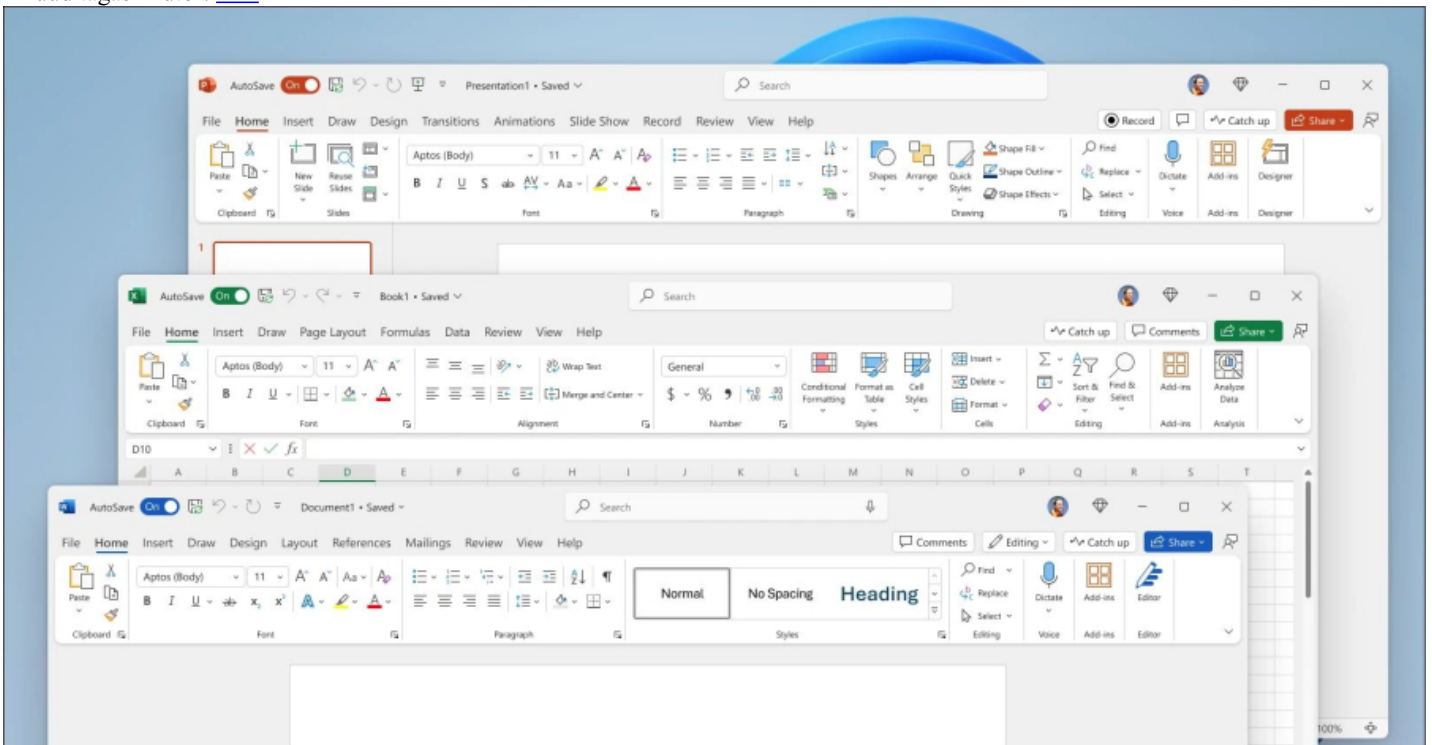 AutoSave On Presentation1 • Saved Search
File Home Insert Draw Design Transitions Animations Slide Show Record Review View Help Record Catch up Share
Aptos (Body) 11 A A Shape Fill Find
Paste New Slide Reuse Slides Shapes Arrange Quick Styles Shape Outline Replace Dictate Add-ins Designer
B I U S ab AV Aa A Shape Effects Select
Clipboard Slides Font Paragraph Drawing Editing Voice Add-ins Designer
1
AutoSave On Book1 • Saved Search
File Home Insert Draw Page Layout Formulas Data Review View Help Catch up Comments Share
Aptos (Body) 11 A A Wrap Text General Insert
Paste Conditional Formatting Format as Table Cell Styles Delete Sort & Filter Find & Select Add-ins Analyze Data
B I U A Merge and Center $ % Format
Clipboard Font Alignment Number Styles Cells Editing Add-ins Analysis
D10 fx
A B C D E F G H I J K L M N O P Q R S T
AutoSave On Document1 • Saved Search
File Home Insert Draw Design Layout References Mailings Review View Help Comments Editing Catch up Share
Aptos (Body) 11 A A Aa A Find
Paste Normal No Spacing Heading Replace Dictate Add-ins Editor
B I U ab x x A A Select
Clipboard Font Paragraph Styles Editing Voice Add-ins Editor
100%